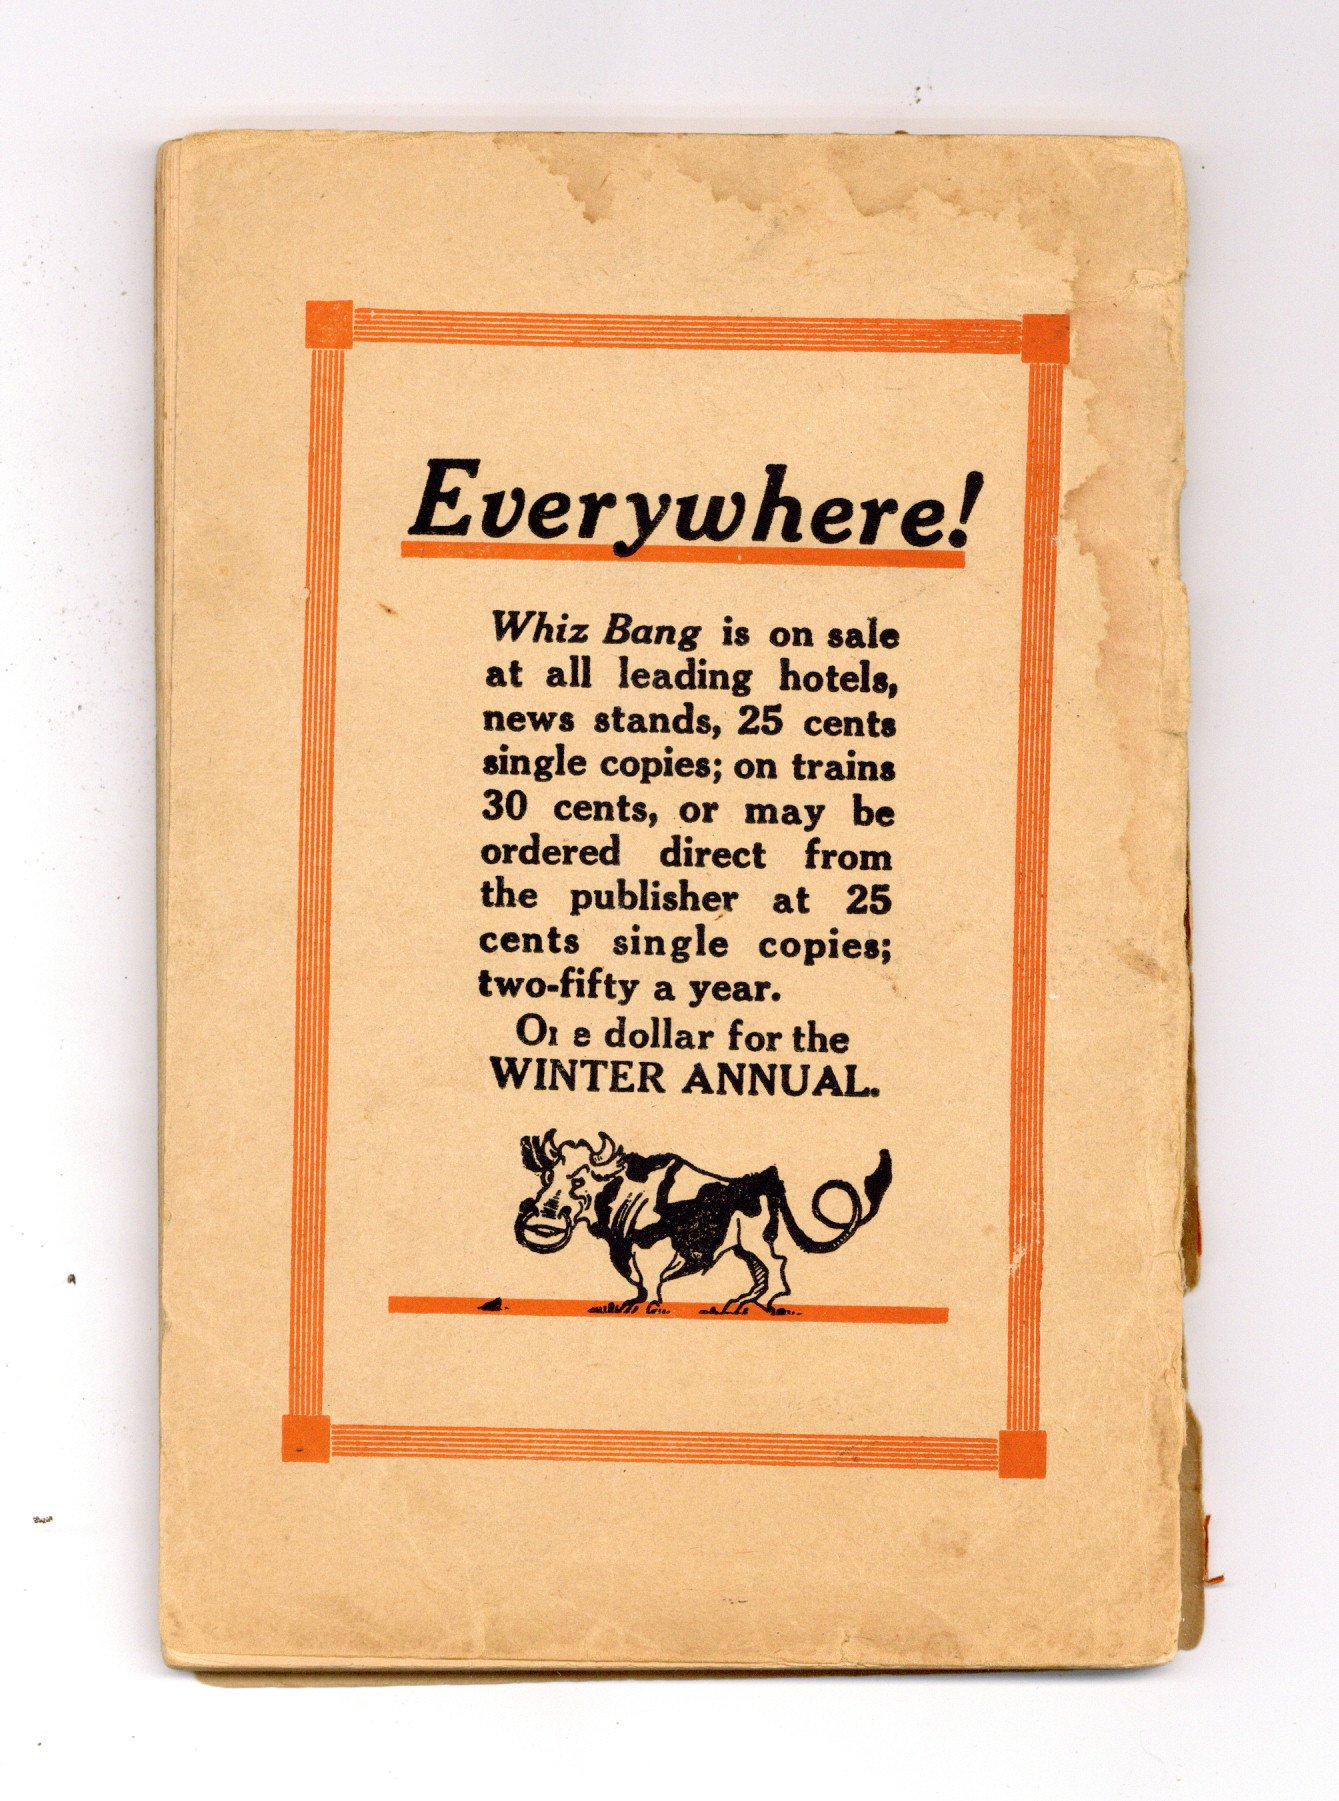 Everywhere!
Whiz Bang is on sale
at all leading hotels,
news stands, 25 cents
single copies; on trains
30 cents, or may be
ordered direct from
the publisher at 25
cents single copies;
two-fifty a year.
One dollar for the
WINTER ANNUAL.